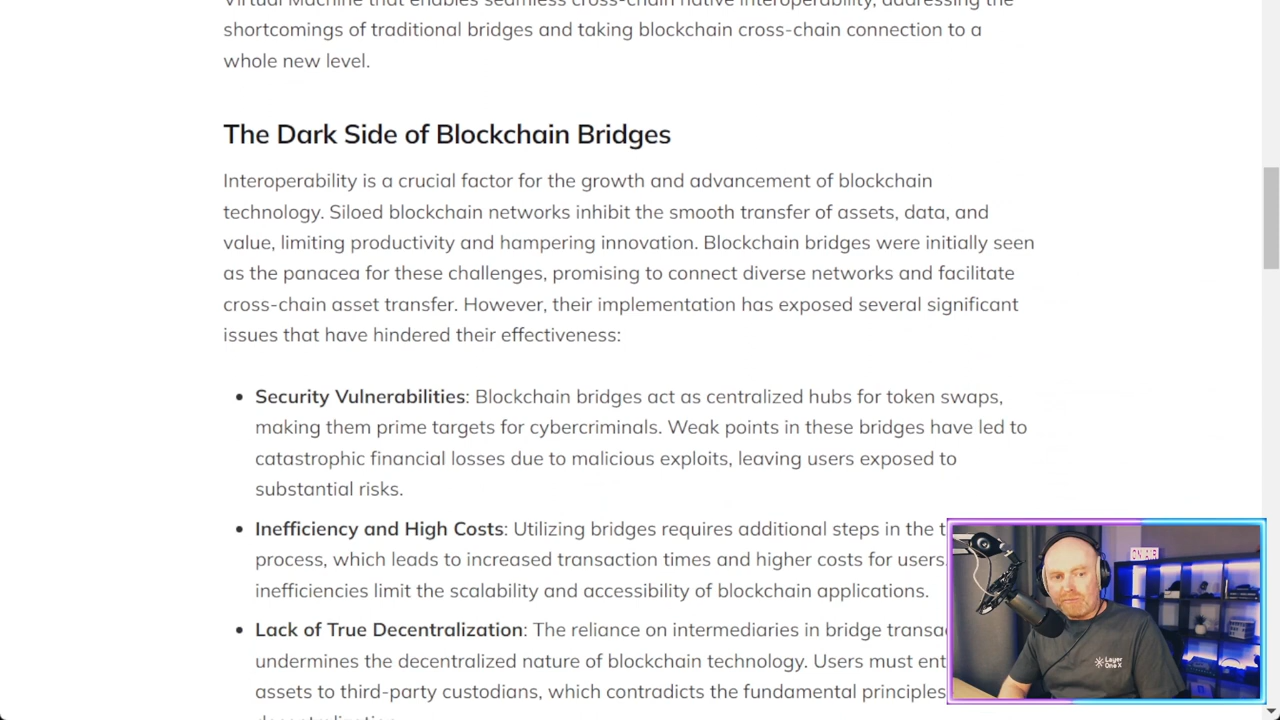 Virtual Machine that enables seamless cross-chain native interoperability, addressing the
shortcomings of traditional bridges and taking blockchain cross-chain connection to a
whole new level.
The Dark Side of Blockchain Bridges
Interoperability is a crucial factor for the growth and advancement of blockchain
technology. Siloed blockchain networks inhibit the smooth transfer of assets, data, and
value, limiting productivity and hampering innovation. Blockchain bridges were initially seen
as the panacea for these challenges, promising to connect diverse networks and facilitate
cross-chain asset transfer. However, their implementation has exposed several significant
issues that have hindered their effectiveness:
• Security Vulnerabilities: Blockchain bridges act as centralized hubs for token swaps,
making them prime targets for cybercriminals. Weak points in these bridges have led to
catastrophic financial losses due to malicious exploits, leaving users exposed to
substantial risks.
• Inefficiency and High Costs: Utilizing bridges requires additional steps in the
process, which leads to increased transaction times and higher costs for users.
inefficiencies limit the scalability and accessibility of blockchain applications.
• Lack of True Decentralization: The reliance on intermediaries in bridge
undermines the decentralized nature of blockchain technology. Users must
assets to third-party custodians, which contradicts the fundamental principles
Layer
One X